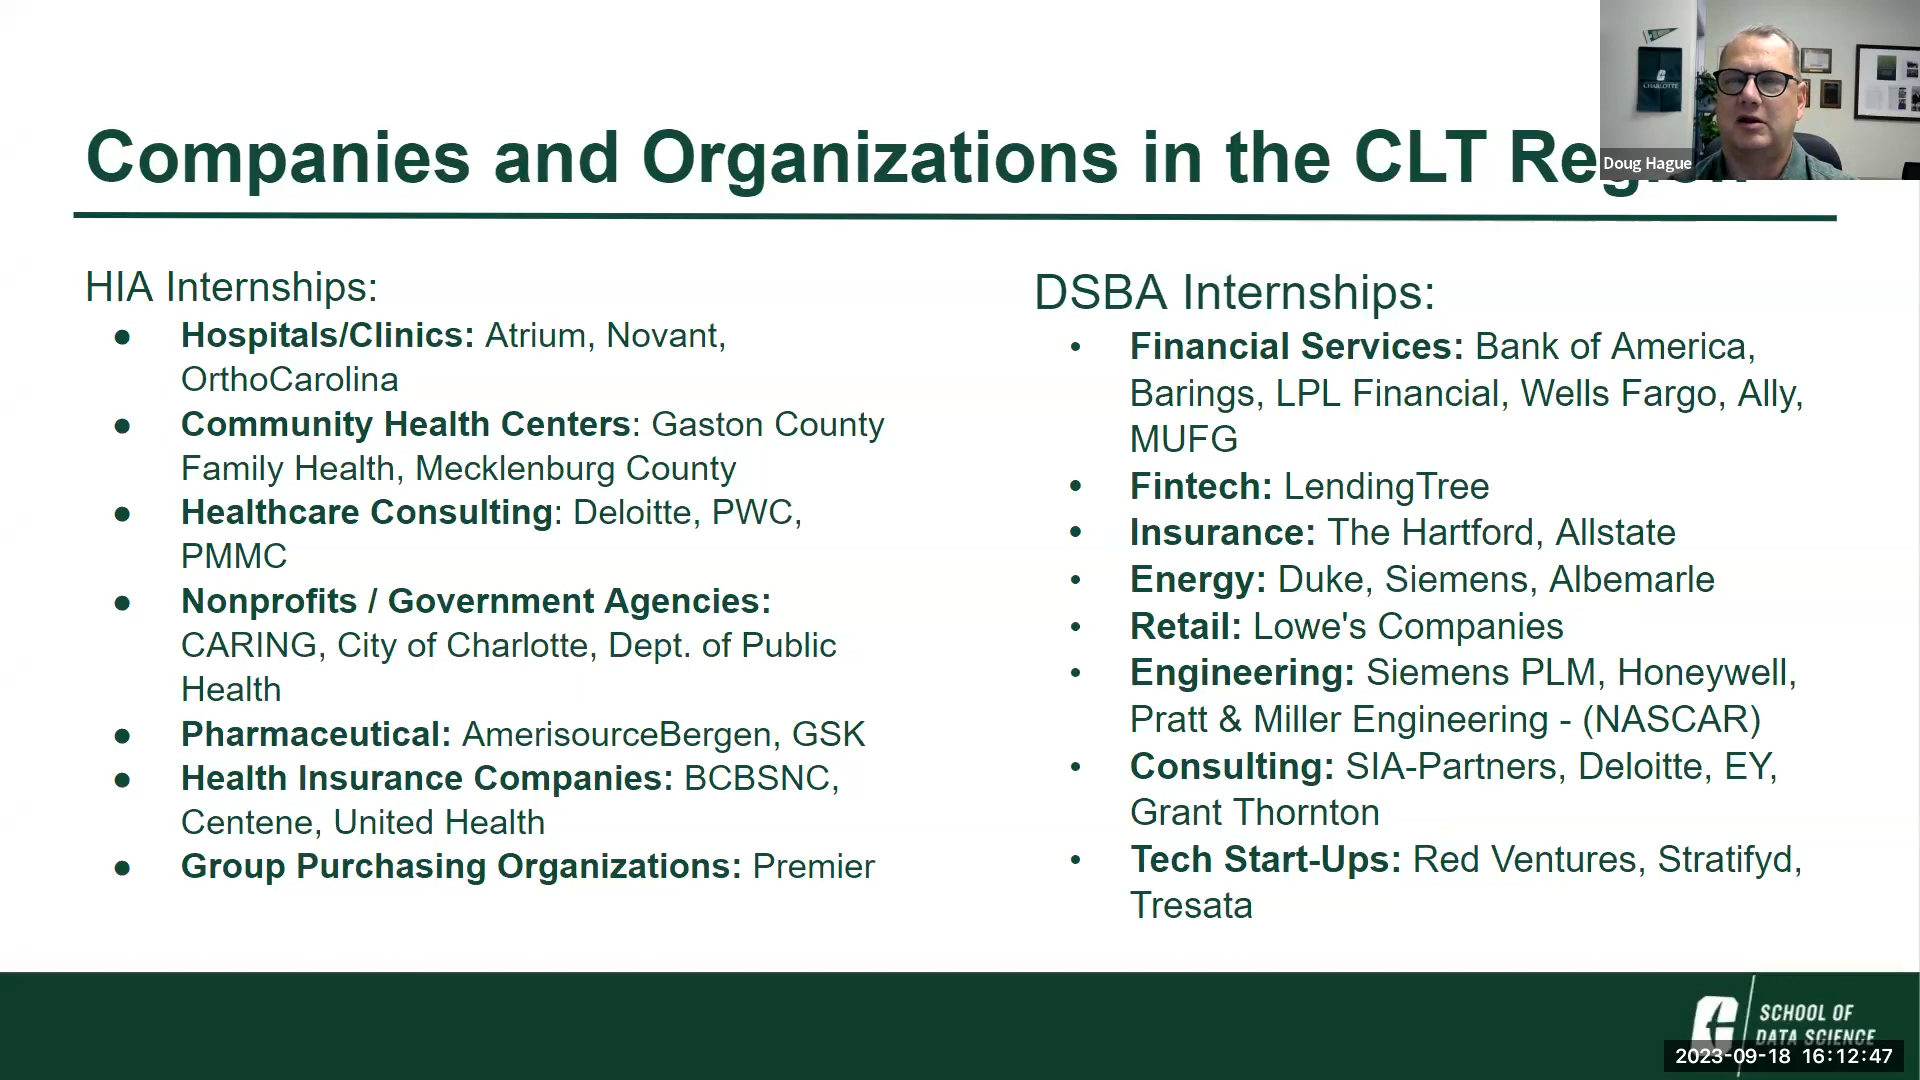 Companies and Organizations in the CLT Region
Doug Hague
CHARLOTTE
HIA Internships:
● Hospitals/Clinics: Atrium, Novant,
OrthoCarolina
● Community Health Centers: Gaston County
Family Health, Mecklenburg County
● Healthcare Consulting: Deloitte, PWC,
PMMC
● Nonprofits / Government Agencies:
CARING, City of Charlotte, Dept. of Public
Health
● Pharmaceutical: AmerisourceBergen, GSK
● Health Insurance Companies: BCBSNC,
Centene, United Health
● Group Purchasing Organizations: Premier
DSBA Internships:
• Financial Services: Bank of America,
Barings, LPL Financial, Wells Fargo, Ally,
MUFG
• Fintech: LendingTree
• Insurance: The Hartford, Allstate
• Energy: Duke, Siemens, Albemarle
• Retail: Lowe's Companies
• Engineering: Siemens PLM, Honeywell,
Pratt & Miller Engineering - (NASCAR)
• Consulting: SIA-Partners, Deloitte, EY,
Grant Thornton
• Tech Start-Ups: Red Ventures, Stratifyd,
Tresata
SCHOOL OF
DATA SCIENCE
2023-09-18 16:12:47